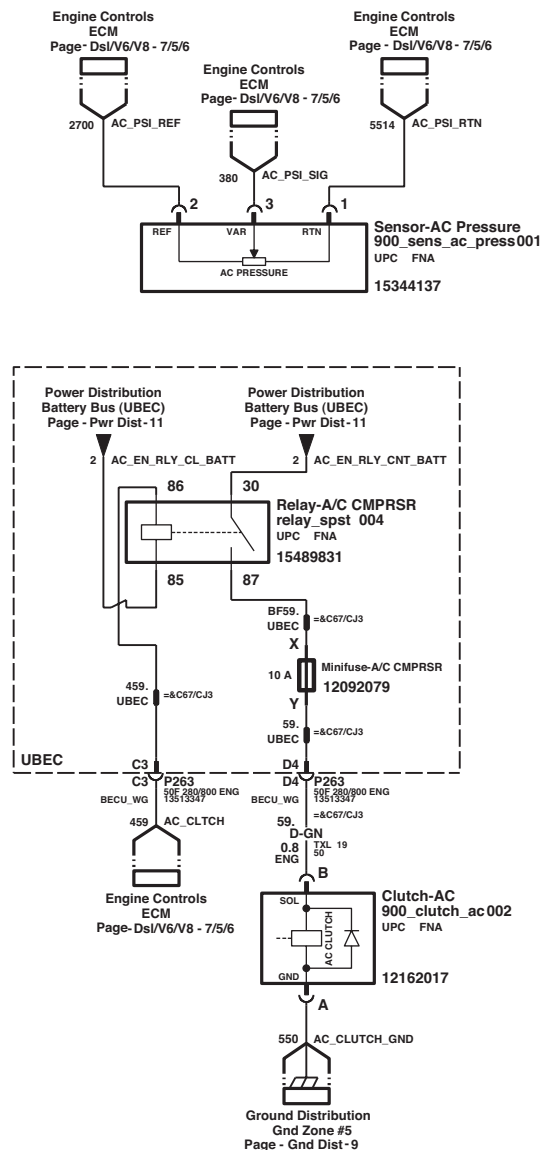 Engine Controls
ECM
Page- Dsl/V6/V8 - 7/5/6
Engine Controls
ECM
Page- Dsl/V6/V8 - 7/5/6
Engine Controls
ECM
Page - Dsl/V6/V8 - 7/5/6
2700 AC_PSI_REF
380 AC_PSI_SIG
5514 AC_PSI_RTN
2 3 1
REF VAR RTN
AC PRESSURE
Sensor-AC Pressure
900_sens_ac_press001
UPC FNA
15344137
Power Distribution
Battery Bus (UBEC)
Page - Pwr Dist-11
Power Distribution
Battery Bus (UBEC)
Page - Pwr Dist-11
2 AC_EN_RLY_CL_BATT
2 AC_EN_RLY_CNT_BATT
86 30
Relay-A/C CMPRSR
relay_spst 004
UPC FNA
15489831
85 87
BF59.
UBEC
=&C67/CJ3
X
10 A
Minifuse-A/C CMPRSR
12092079
Y
459.
UBEC
=&C67/CJ3
59.
UBEC
=&C67/CJ3
UBEC
C3 D4
C3 P263
50F 280/800 ENG
BECU_WG 13513347
D4 P263
50F 280/800 ENG
BECU_WG 13513347
459 AC_CLTCH
Engine Controls
ECM
Page- Dsl/V6/V8 - 7/5/6
59. =&C67/CJ3
D-GN
0.8 TXL 19
ENG 50
B
SOL
AC CLUTCH
GND
Clutch-AC
900_clutch_ac002
UPC FNA
12162017
A
550 AC_CLUTCH_GND
Ground Distribution
Gnd Zone #5
Page - Gnd Dist-9